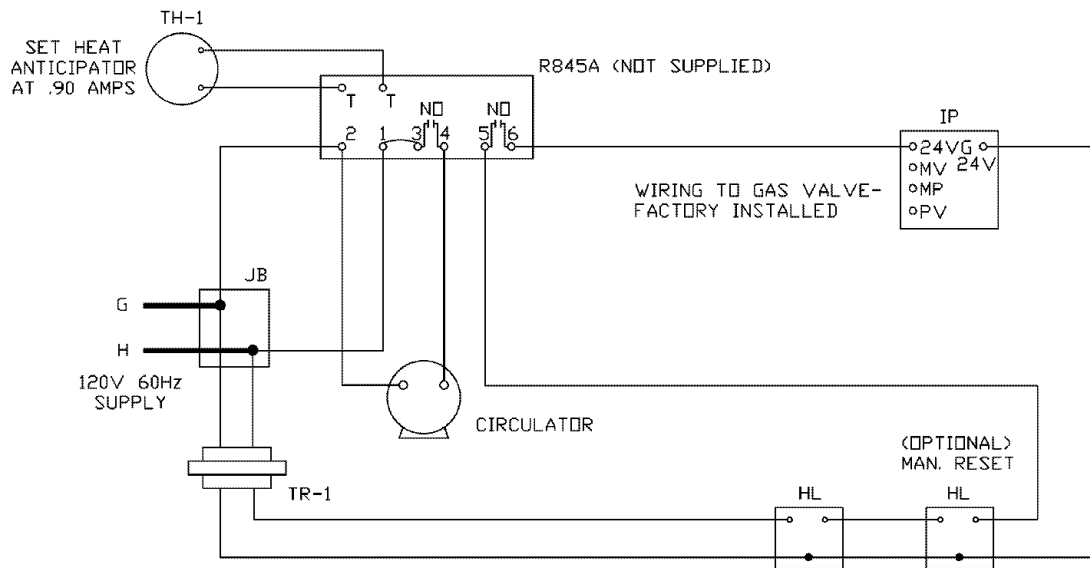 TH-1
SET HEAT
ANTICIPATOR
AT .90 AMPS
R845A (NOT SUPPLIED)
T T
NO NO
2 1 3 4 5 6
IP
24VG
24V
MV
MP
PV
WIRING TO GAS VALVE-
FACTORY INSTALLED
JB
G
H
120V 60Hz
SUPPLY
CIRCULATOR
TR-1
(OPTIONAL)
MAN. RESET
HL HL